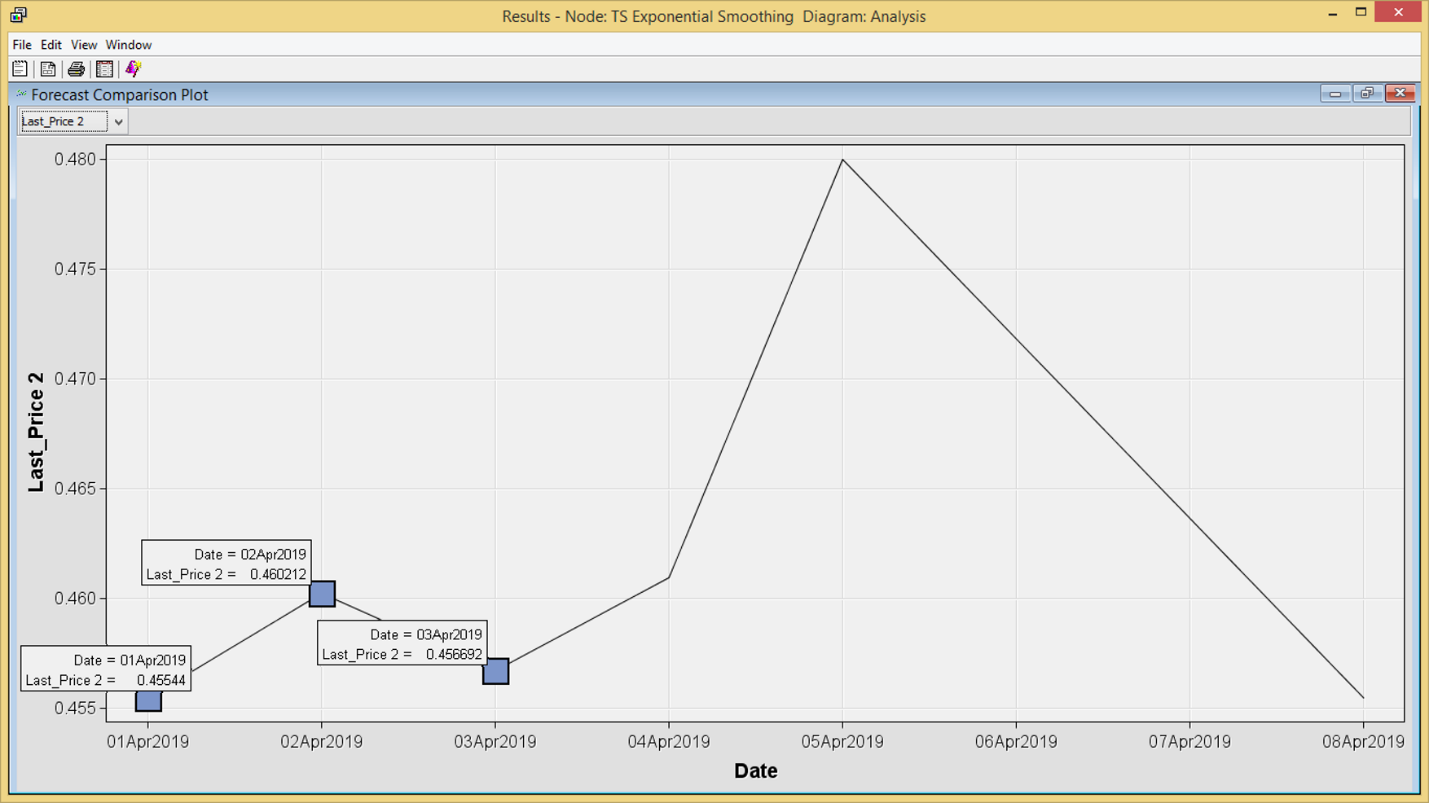 Results - Node: TS Exponential Smoothing  Diagram: Analysis
File Edit View Window
Forecast Comparison Plot
Last_Price 2
0.480
0.475
0.470
0.465
0.460
0.455
Last_Price 2
Date = 02Apr2019
Last_Price 2 = 0.460212
Date = 03Apr2019
Last_Price 2 = 0.456692
Date = 01Apr2019
Last_Price 2 = 0.45544
01Apr2019 02Apr2019 03Apr2019 04Apr2019 05Apr2019 06Apr2019 07Apr2019 08Apr2019
Date